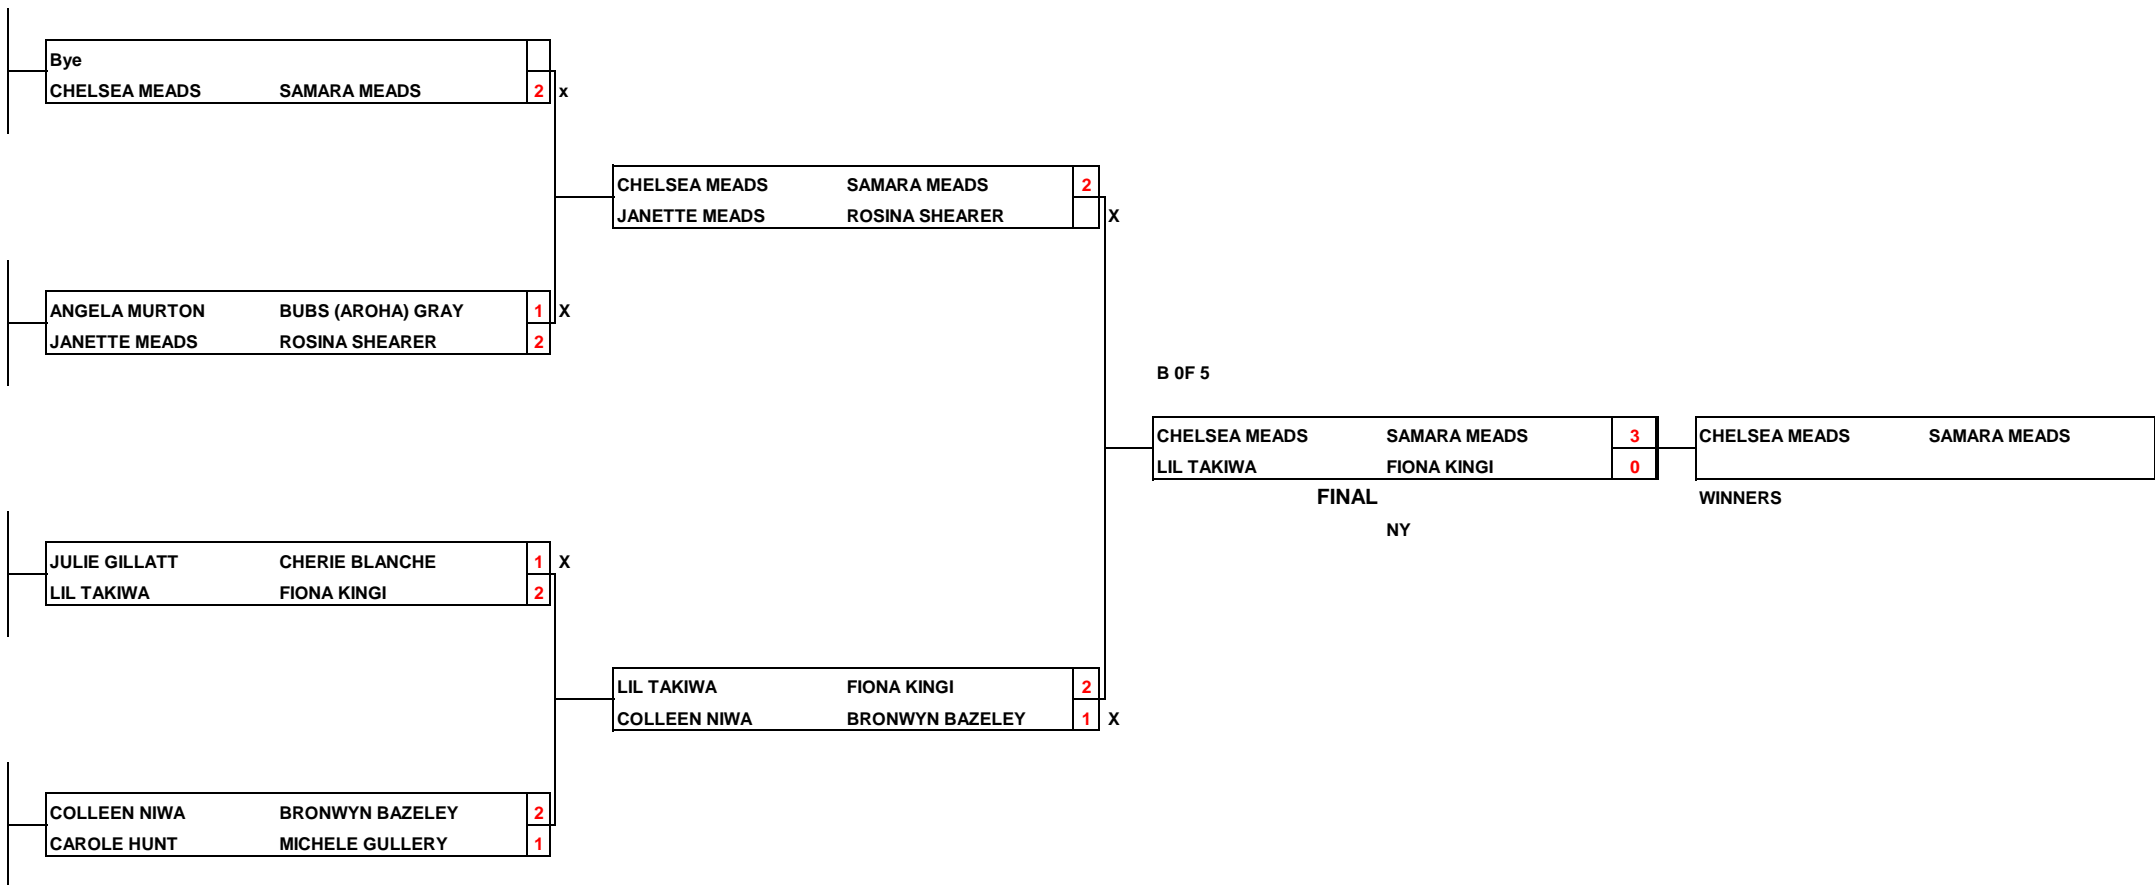 Bye
CHELSEA MEADS SAMARA MEADS 2 x
ANGELA MURTON BUBS (AROHA) GRAY 1 X
JANETTE MEADS ROSINA SHEARER 2
JULIE GILLATT CHERIE BLANCHE 1 X
LIL TAKIWA FIONA KINGI 2
COLLEEN NIWA BRONWYN BAZELEY 2
CAROLE HUNT MICHELE GULLERY 1
CHELSEA MEADS SAMARA MEADS 2
JANETTE MEADS ROSINA SHEARER X
LIL TAKIWA FIONA KINGI 2
COLLEEN NIWA BRONWYN BAZELEY 1 X
B 0F 5
CHELSEA MEADS SAMARA MEADS 3
LIL TAKIWA FIONA KINGI 0
FINAL
NY
CHELSEA MEADS SAMARA MEADS
WINNERS